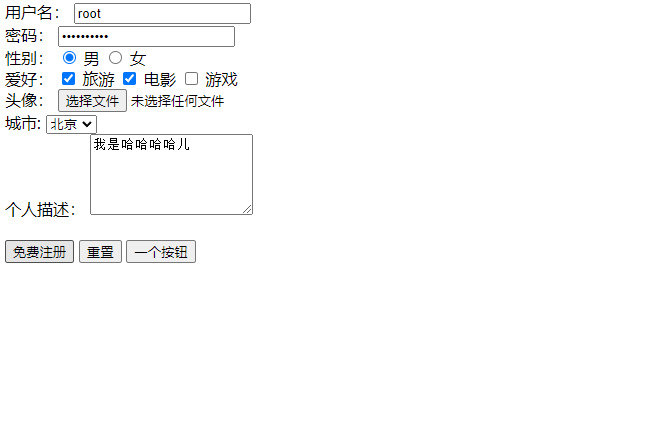 用户名： root
密码： ••••••••••
性别： 男 女
爱好： 旅游 电影 游戏
头像： 选择文件 未选择任何文件
城市: 北京
我是哈哈哈哈儿
个人描述：
免费注册 重置 一个按钮